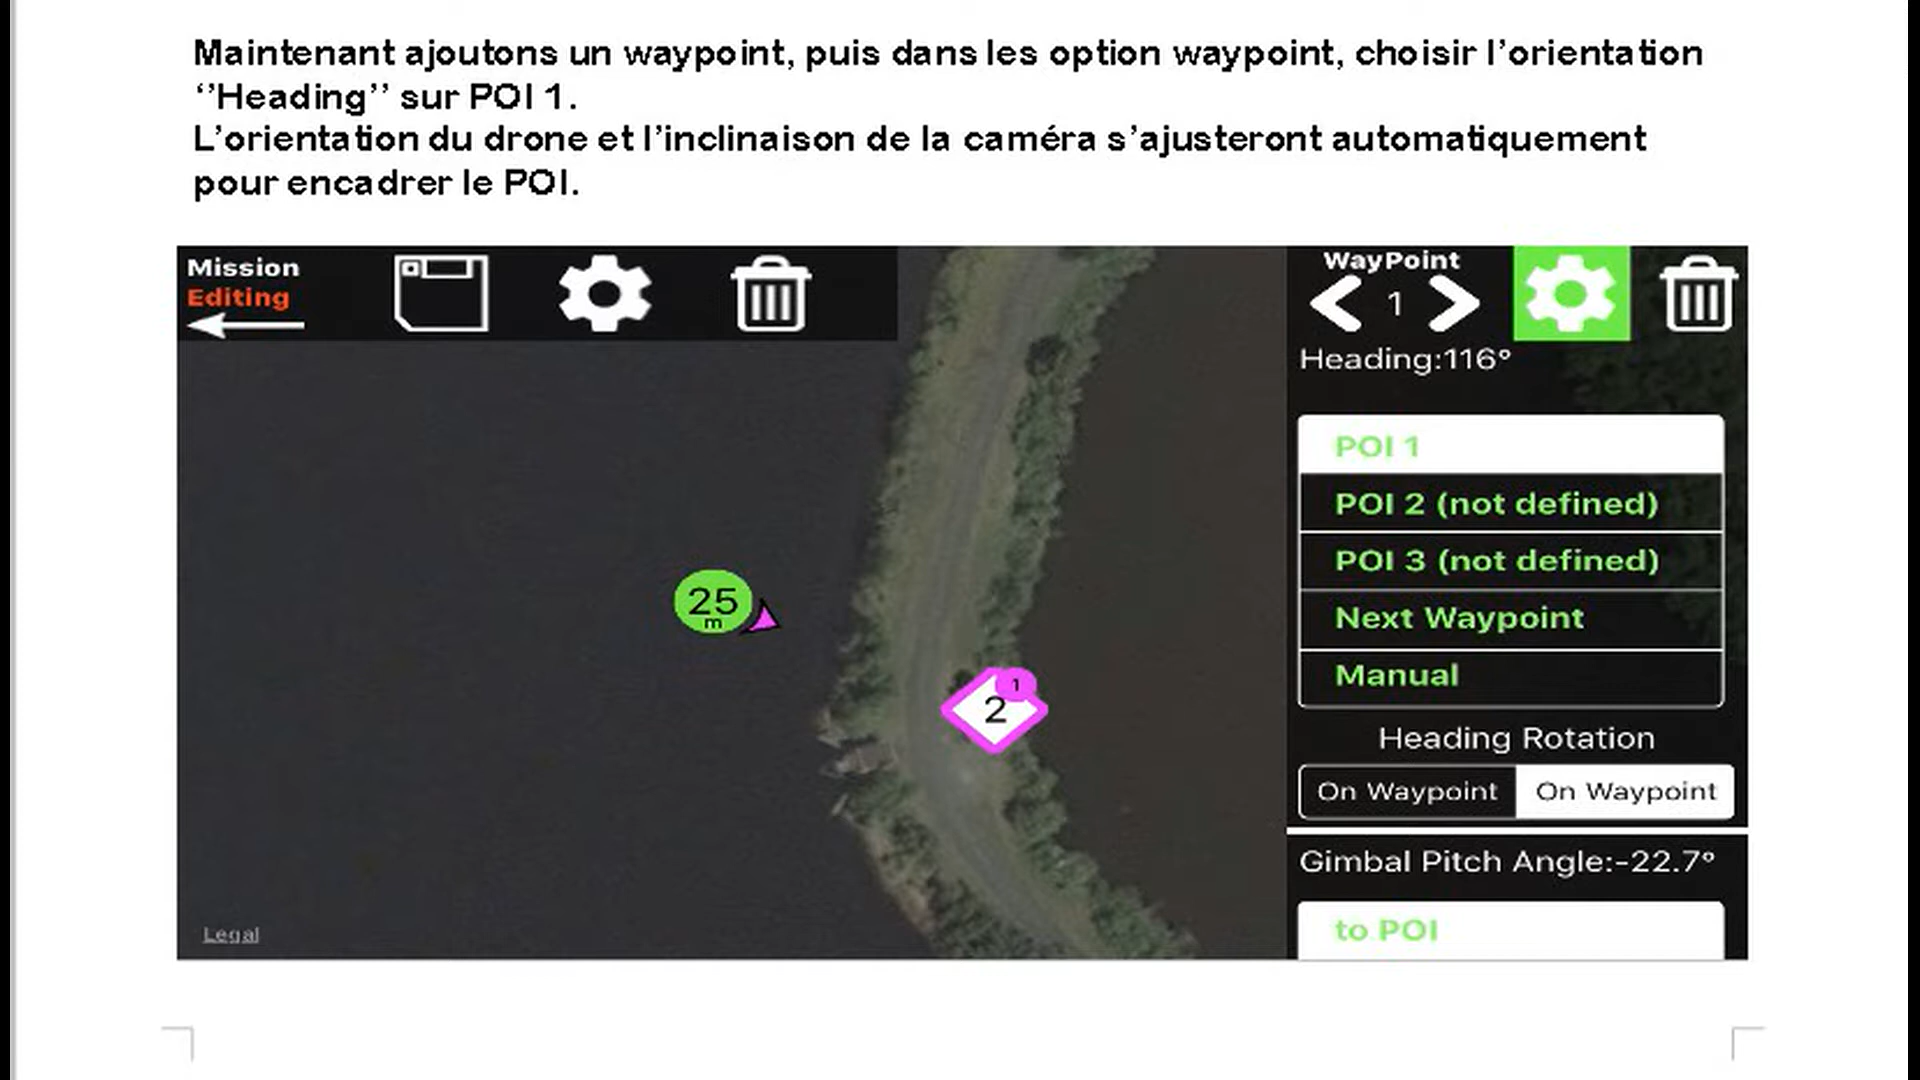 Maintenant ajoutons un waypoint, puis dans les option waypoint, choisir l’orientation
‘’Heading’’ sur POI 1.
L’orientation du drone et l’inclinaison de la caméra s’ajusteront automatiquement
pour encadrer le POI.
Mission
Editing
WayPoint
1
Heading:116°
POI 1
POI 2 (not defined)
POI 3 (not defined)
Next Waypoint
Manual
25
m
1
2
Heading Rotation
On Waypoint On Waypoint
Gimbal Pitch Angle:-22.7°
to POI
Legal